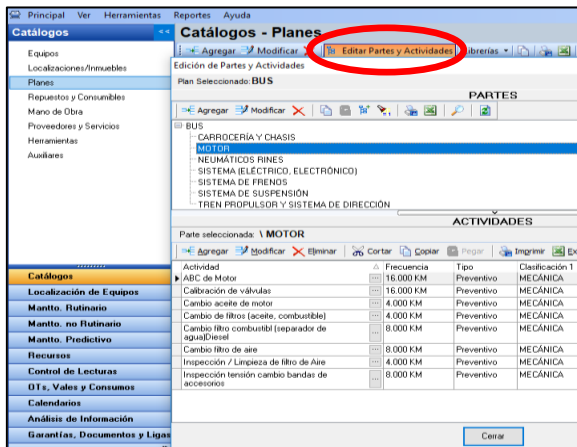 Principal Ver Herramientas Reportes Ayuda
Catálogos <<
Catálogos - Planes
Equipos
Localizaciones/Inmuebles
Planes
Repuestos y Consumibles
Mano de Obra
Proveedores y Servicios
Herramientas
Auxiliares
Agregar Modificar Editar Partes y Actividades
Edición de Partes y Actividades
Plan Seleccionado: BUS
PARTES
Agregar Modificar
BUS
CARROCERÍA Y CHASIS
MOTOR
NEUMÁTICOS RINES
SISTEMA (ELÉCTRICO, ELECTRÓNICO)
SISTEMA DE FRENOS
SISTEMA DE SUSPENSIÓN
TREN PROPULSOR Y SISTEMA DE DIRECCIÓN
ACTIVIDADES
Parte seleccionada: \ MOTOR
Agregar Modificar Eliminar Cortar Copiar Pegar Imprimir Ex
Actividad Frecuencia Tipo Clasificación 1
ABC de Motor 16.000 KM Preventivo MECÁNICA
Calibración de válvulas 16.000 KM Preventivo MECÁNICA
Cambio aceite de motor 4.000 KM Preventivo MECÁNICA
Cambio de filtros (aceite, combustible) 4.000 KM Preventivo MECÁNICA
Cambio filtro combustibl (separador de 8.000 KM Preventivo MECÁNICA
agua)Diesel
Cambio filtro de aire 8.000 KM Preventivo MECÁNICA
Inspección / Limpieza de filtro de Aire 4.000 KM Preventivo MECÁNICA
Inspección tensión cambio bandas de 8.000 KM Preventivo MECÁNICA
accesorios
Cerrar
Catálogos
Localización de Equipos
Mantto. Rutinario
Mantto. no Rutinario
Mantto. Predictivo
Recursos
Control de Lecturas
OTs, Vales y Consumos
Calendarios
Análisis de Información
Garantías, Documentos y Ligas